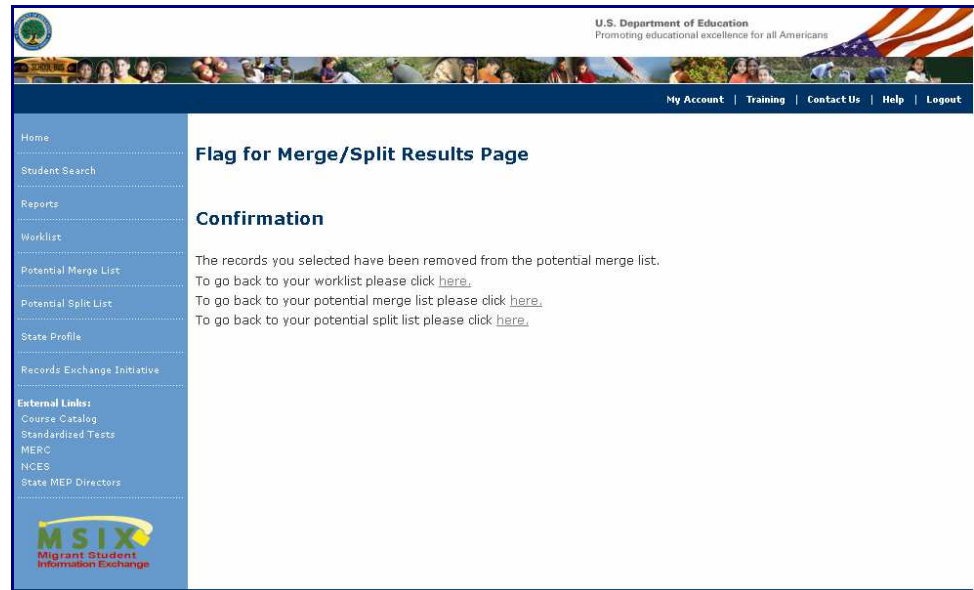 U.S. Department of Education
Promoting educational excellence for all Americans
SCHOOL BUS
My Account | Training | Contact Us | Help | Logout
Home
Student Search
Reports
Worklist
Potential Merge List
Potential Split List
State Profile
Records Exchange Initiative
External Links:
Course Catalog
Standardized Tests
MERC
NCES
State MEP Directors
MSIX
Migrant Student
Information Exchange
Flag for Merge/Split Results Page
Confirmation
The records you selected have been removed from the potential merge list.
To go back to your worklist please click here.
To go back to your potential merge list please click here.
To go back to your potential split list please click here.